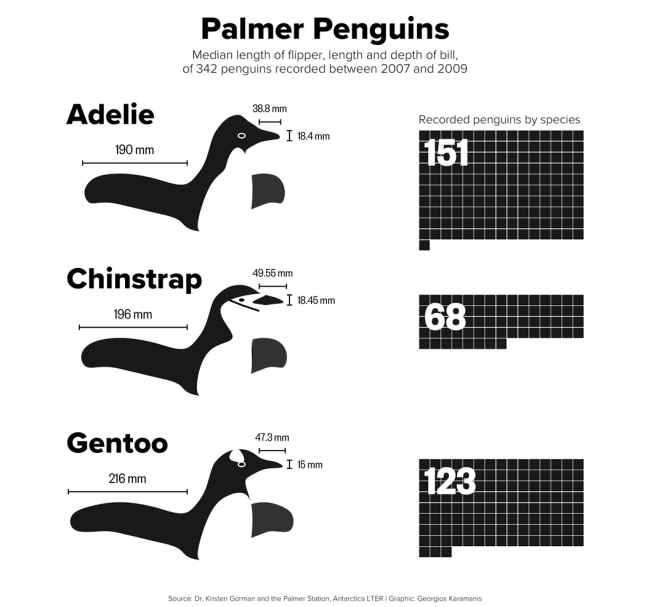 Palmer Penguins
Median length of flipper, length and depth of bill,
of 342 penguins recorded between 2007 and 2009
Adelie
38.8 mm
18.4 mm
190 mm
Recorded penguins by species
151
Chinstrap
49.55 mm
18.45 mm
196 mm
68
Gentoo
47.3 mm
15 mm
216 mm
123
Source: Dr. Kristen Gorman and the Palmer Station, Antarctica LTER | Graphic: Georgios Karamanis